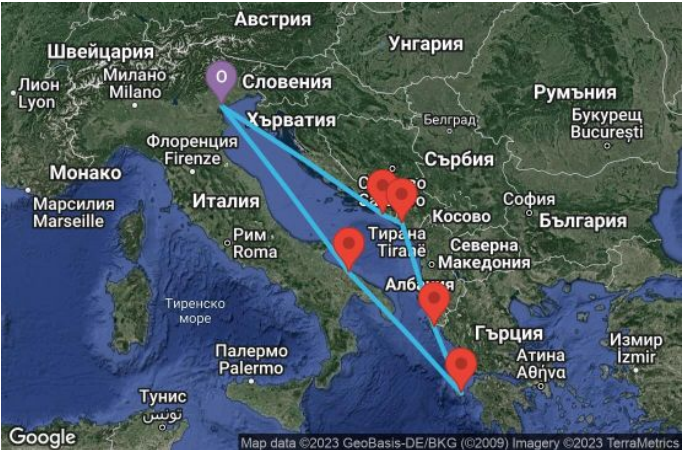 Австрия
Унгария
Швейцария
Милано
Milano
Словения
Лион
Lyon
O
Румъния
Хърватия
Белград
Букурещ
București
Флоренция
Firenze
Монако
Сърбия
Италия
Марсилия
Marseille
Косово
София
България
Рим
Roma
Тирана
Tiranë
Северна
Македония
Албания
Тиренско
море
Гърция
Измир
İzmir
Атина
Αθήνα
Палермо
Palermo
Тунис
تونس
Google
Map data ©2023 GeoBasis-DE/BKG (©2009) Imagery ©2023 TerraMetrics